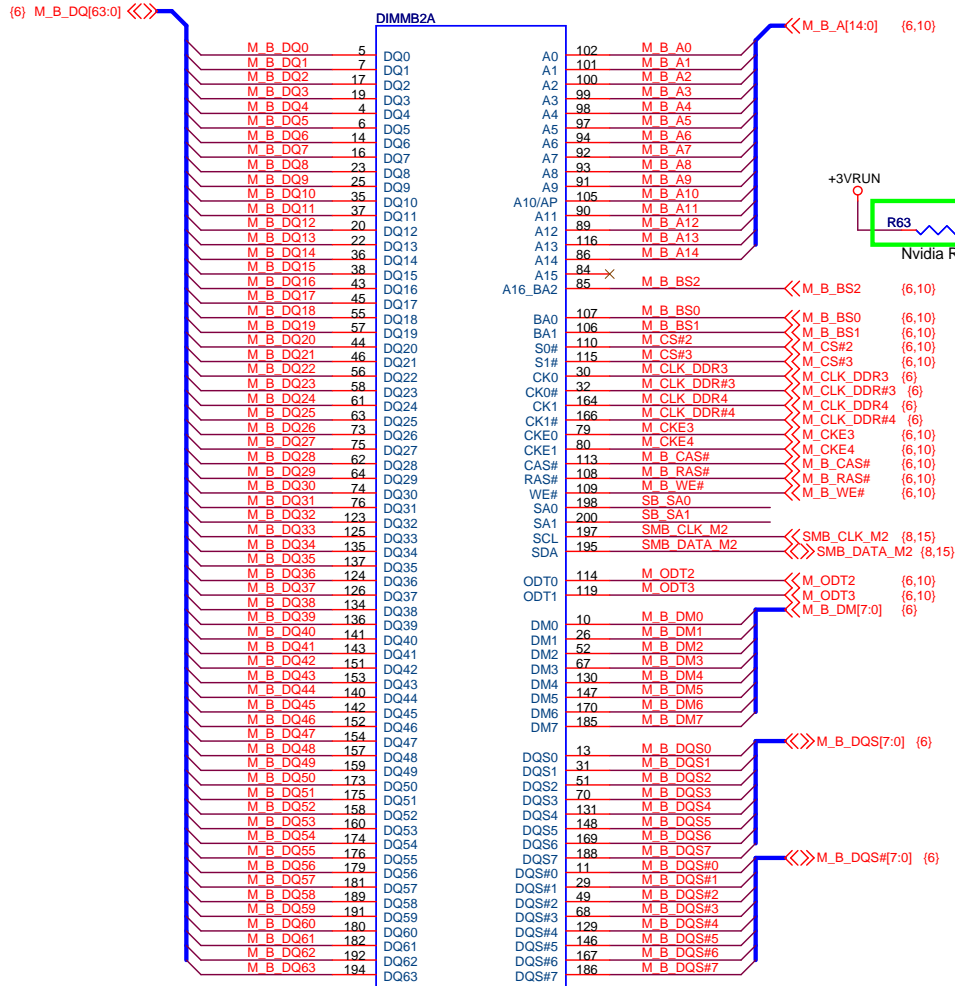 {6} M_B_DQ[63:0]
DIMMB2A
M_B_A[14:0] {6,10}
M_B_DQ0 5 DQ0 A0 102 M_B_A0
M_B_DQ1 7 DQ1 A1 101 M_B_A1
M_B_DQ2 17 DQ2 A2 100 M_B_A2
M_B_DQ3 19 DQ3 A3 99 M_B_A3
M_B_DQ4 4 DQ4 A4 98 M_B_A4
M_B_DQ5 6 DQ5 A5 97 M_B_A5
M_B_DQ6 14 DQ6 A6 94 M_B_A6
M_B_DQ7 16 DQ7 A7 92 M_B_A7
M_B_DQ8 23 DQ8 A8 93 M_B_A8
M_B_DQ9 25 DQ9 A9 91 M_B_A9
+3VRUN
M_B_DQ10 35 DQ10 A10/AP 105 M_B_A10
M_B_DQ11 37 DQ11 A11 90 M_B_A11
R63
M_B_DQ12 20 DQ12 A12 89 M_B_A12
M_B_DQ13 22 DQ13 A13 116 M_B_A13
M_B_DQ14 36 DQ14 A14 86 M_B_A14
Nvidia R
M_B_DQ15 38 DQ15 A15 84
M_B_DQ16 43 DQ16 A16_BA2 85 M_B_BS2 M_B_BS2 {6,10}
M_B_DQ17 45 DQ17
M_B_DQ18 55 DQ18 BA0 107 M_B_BS0 M_B_BS0 {6,10}
M_B_DQ19 57 DQ19 BA1 106 M_B_BS1 M_B_BS1 {6,10}
M_B_DQ20 44 DQ20 S0# 110 M_CS#2 M_CS#2 {6,10}
M_B_DQ21 46 DQ21 S1# 115 M_CS#3 M_CS#3 {6,10}
M_B_DQ22 56 DQ22 CK0 30 M_CLK_DDR3 M_CLK_DDR3 {6}
M_B_DQ23 58 DQ23 CK0# 32 M_CLK_DDR#3 M_CLK_DDR#3 {6}
M_B_DQ24 61 DQ24 CK1 164 M_CLK_DDR4 M_CLK_DDR4 {6}
M_B_DQ25 63 DQ25 CK1# 166 M_CLK_DDR#4 M_CLK_DDR#4 {6}
M_B_DQ26 73 DQ26 CKE0 79 M_CKE3 M_CKE3 {6,10}
M_B_DQ27 75 DQ27 CKE1 80 M_CKE4 M_CKE4 {6,10}
M_B_DQ28 62 DQ28 CAS# 113 M_B_CAS# M_B_CAS# {6,10}
M_B_DQ29 64 DQ29 RAS# 108 M_B_RAS# M_B_RAS# {6,10}
M_B_DQ30 74 DQ30 WE# 109 M_B_WE# M_B_WE# {6,10}
M_B_DQ31 76 DQ31 SA0 198 SB_SA0
M_B_DQ32 123 DQ32 SA1 200 SB_SA1
M_B_DQ33 125 DQ33 SCL 197 SMB_CLK_M2 SMB_CLK_M2 {8,15}
M_B_DQ34 135 DQ34 SDA 195 SMB_DATA_M2 SMB_DATA_M2 {8,15}
M_B_DQ35 137 DQ35
M_B_DQ36 124 DQ36 ODT0 114 M_ODT2 M_ODT2 {6,10}
M_B_DQ37 126 DQ37 ODT1 119 M_ODT3 M_ODT3 {6,10}
M_B_DQ38 134 DQ38 M_B_DM[7:0] {6}
M_B_DQ39 136 DQ39 DM0 10 M_B_DM0
M_B_DQ40 141 DQ40 DM1 26 M_B_DM1
M_B_DQ41 143 DQ41 DM2 52 M_B_DM2
M_B_DQ42 151 DQ42 DM3 67 M_B_DM3
M_B_DQ43 153 DQ43 DM4 130 M_B_DM4
M_B_DQ44 140 DQ44 DM5 147 M_B_DM5
M_B_DQ45 142 DQ45 DM6 170 M_B_DM6
M_B_DQ46 152 DQ46 DM7 185 M_B_DM7
M_B_DQ47 154 DQ47 M_B_DQS[7:0] {6}
M_B_DQ48 157 DQ48 DQS0 13 M_B_DQS0
M_B_DQ49 159 DQ49 DQS1 31 M_B_DQS1
M_B_DQ50 173 DQ50 DQS2 51 M_B_DQS2
M_B_DQ51 175 DQ51 DQS3 70 M_B_DQS3
M_B_DQ52 158 DQ52 DQS4 131 M_B_DQS4
M_B_DQ53 160 DQ53 DQS5 148 M_B_DQS5
M_B_DQ54 174 DQ54 DQS6 169 M_B_DQS6
M_B_DQ55 176 DQ55 DQS7 188 M_B_DQS7 M_B_DQS#[7:0] {6}
M_B_DQ56 179 DQ56 DQS#0 11 M_B_DQS#0
M_B_DQ57 181 DQ57 DQS#1 29 M_B_DQS#1
M_B_DQ58 189 DQ58 DQS#2 49 M_B_DQS#2
M_B_DQ59 191 DQ59 DQS#3 68 M_B_DQS#3
M_B_DQ60 180 DQ60 DQS#4 129 M_B_DQS#4
M_B_DQ61 182 DQ61 DQS#5 146 M_B_DQS#5
M_B_DQ62 192 DQ62 DQS#6 167 M_B_DQS#6
M_B_DQ63 194 DQ63 DQS#7 186 M_B_DQS#7